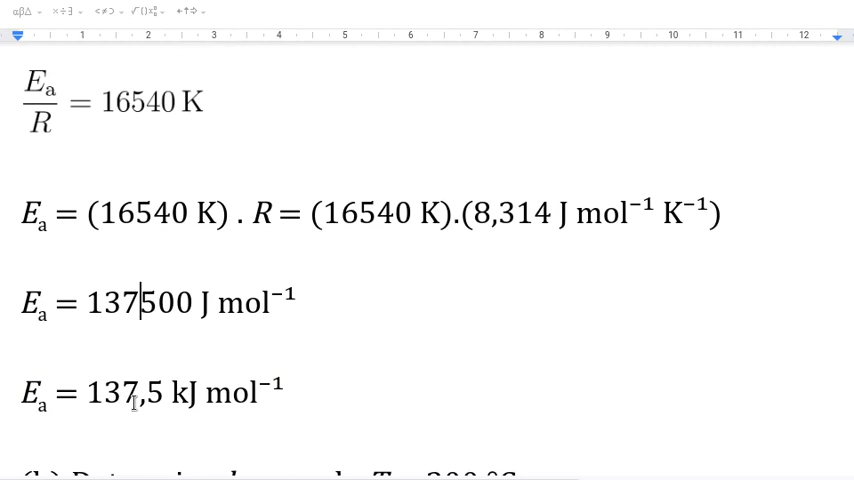 αβΔ ×÷∃ <≠⊃ √()x ←↑⇨
1 2 3 4 5 6 7 8 9 10 11 12
Eₐ/R = 16540 K
Eₐ = (16540 K) . R = (16540 K).(8,314 J mol⁻¹ K⁻¹)
Eₐ = 137500 J mol⁻¹
Eₐ = 137,5 kJ mol⁻¹